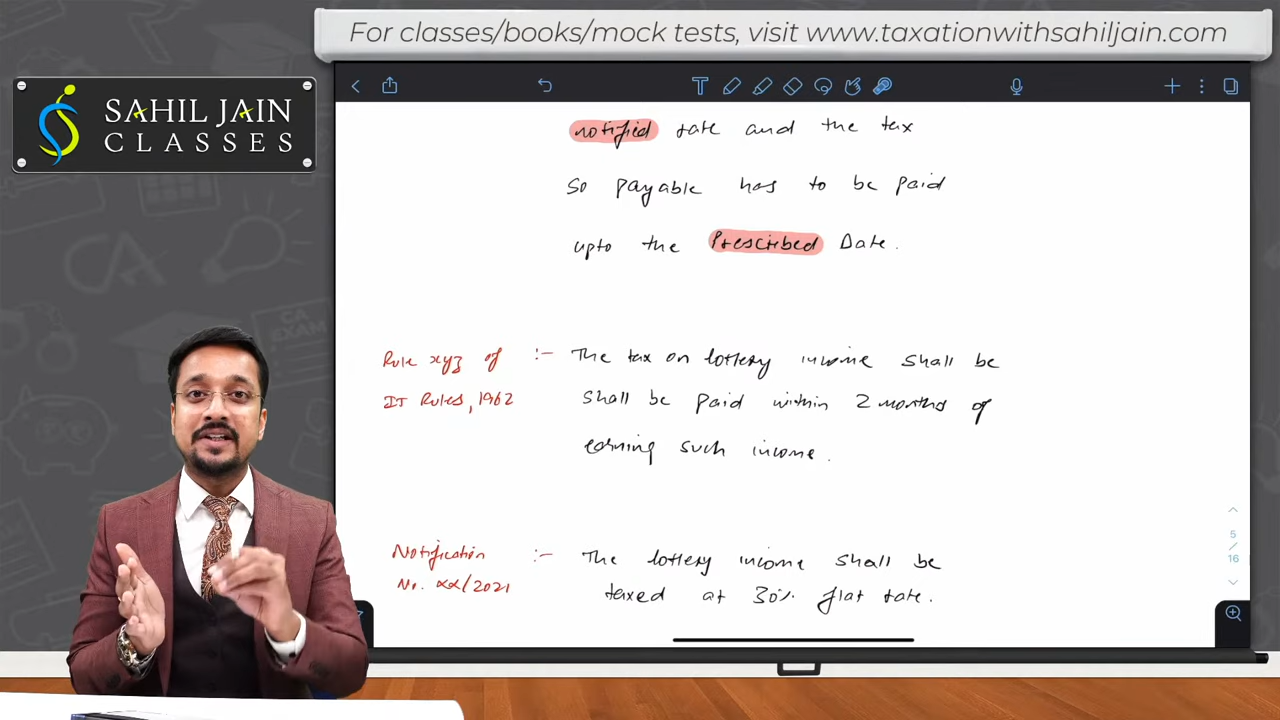 For classes/books/mock tests, visit www.taxationwithsahiljain.com
SAHIL JAIN
CLASSES
notified rate and the tax
so payable has to be paid
upto the Prescribed Date.
Rule xyz of :- The tax on lottery income shall be
IT Rules, 1962 shall be paid within 2 months of
earning such income.
Notification :- The lottery income shall be
No. xx/2021 taxed at 30% flat rate.
5
/
16